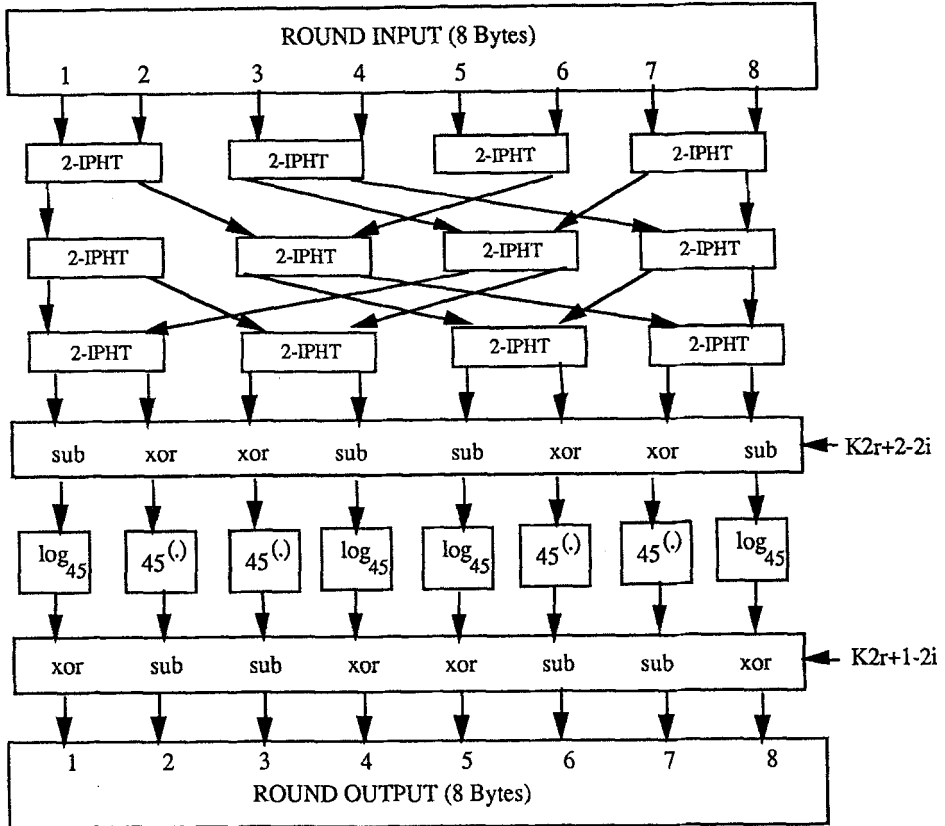 ROUND INPUT (8 Bytes)
1 2 3 4 5 6 7 8
2-IPHT 2-IPHT 2-IPHT 2-IPHT
2-IPHT 2-IPHT 2-IPHT 2-IPHT
2-IPHT 2-IPHT 2-IPHT 2-IPHT
sub xor xor sub sub xor xor sub K2r+2-2i
log45 45(.) 45(.) log45 log45 45(.) 45(.) log45
xor sub sub xor xor sub sub xor K2r+1-2i
1 2 3 4 5 6 7 8
ROUND OUTPUT (8 Bytes)